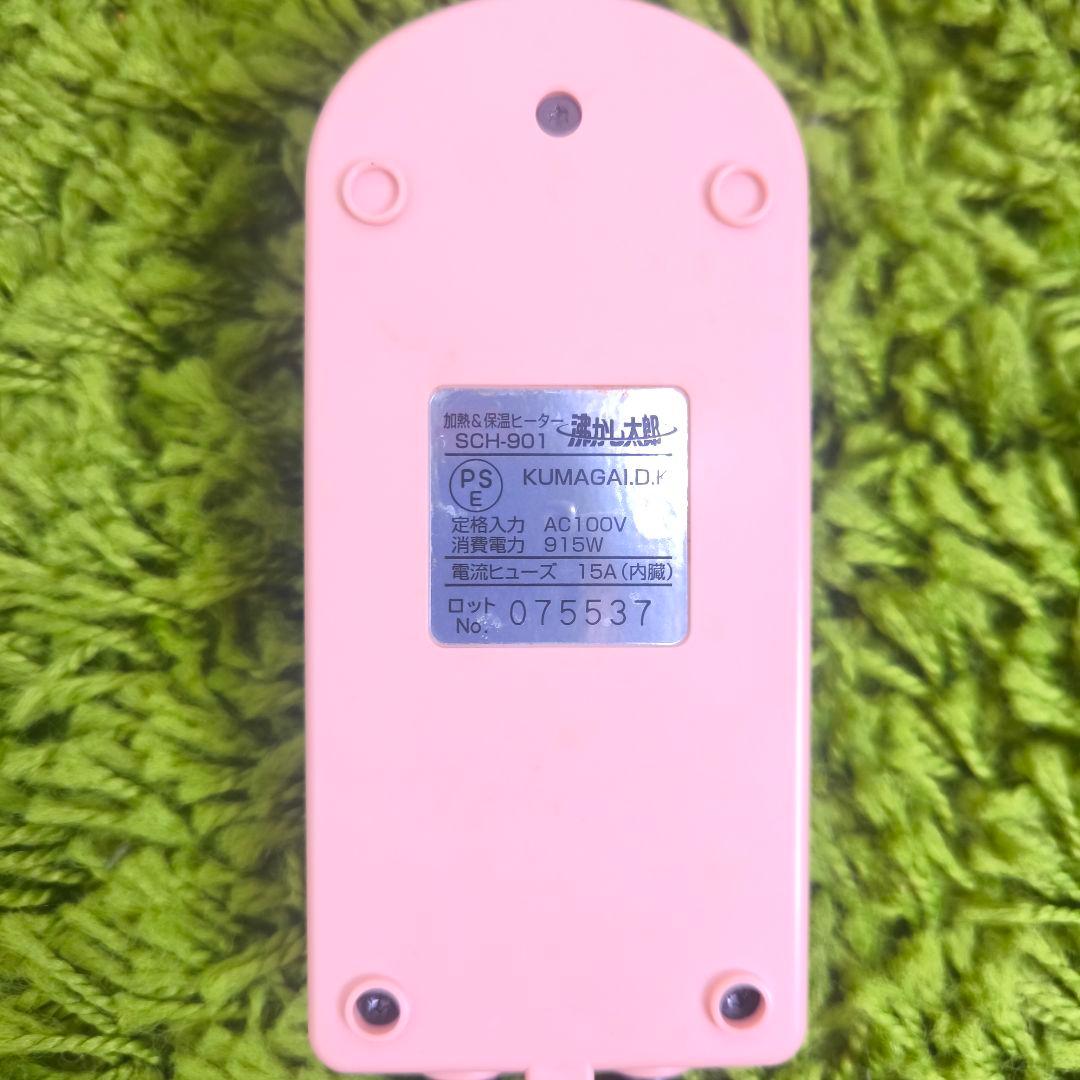 加熱&保温ヒーター 沸かし太郎
SCH-901
PS
E
KUMAGAI.D.K
定格入力 AC100V
消費電力 915W
電流ヒューズ 15A(内臓)
ロット
No. 075537